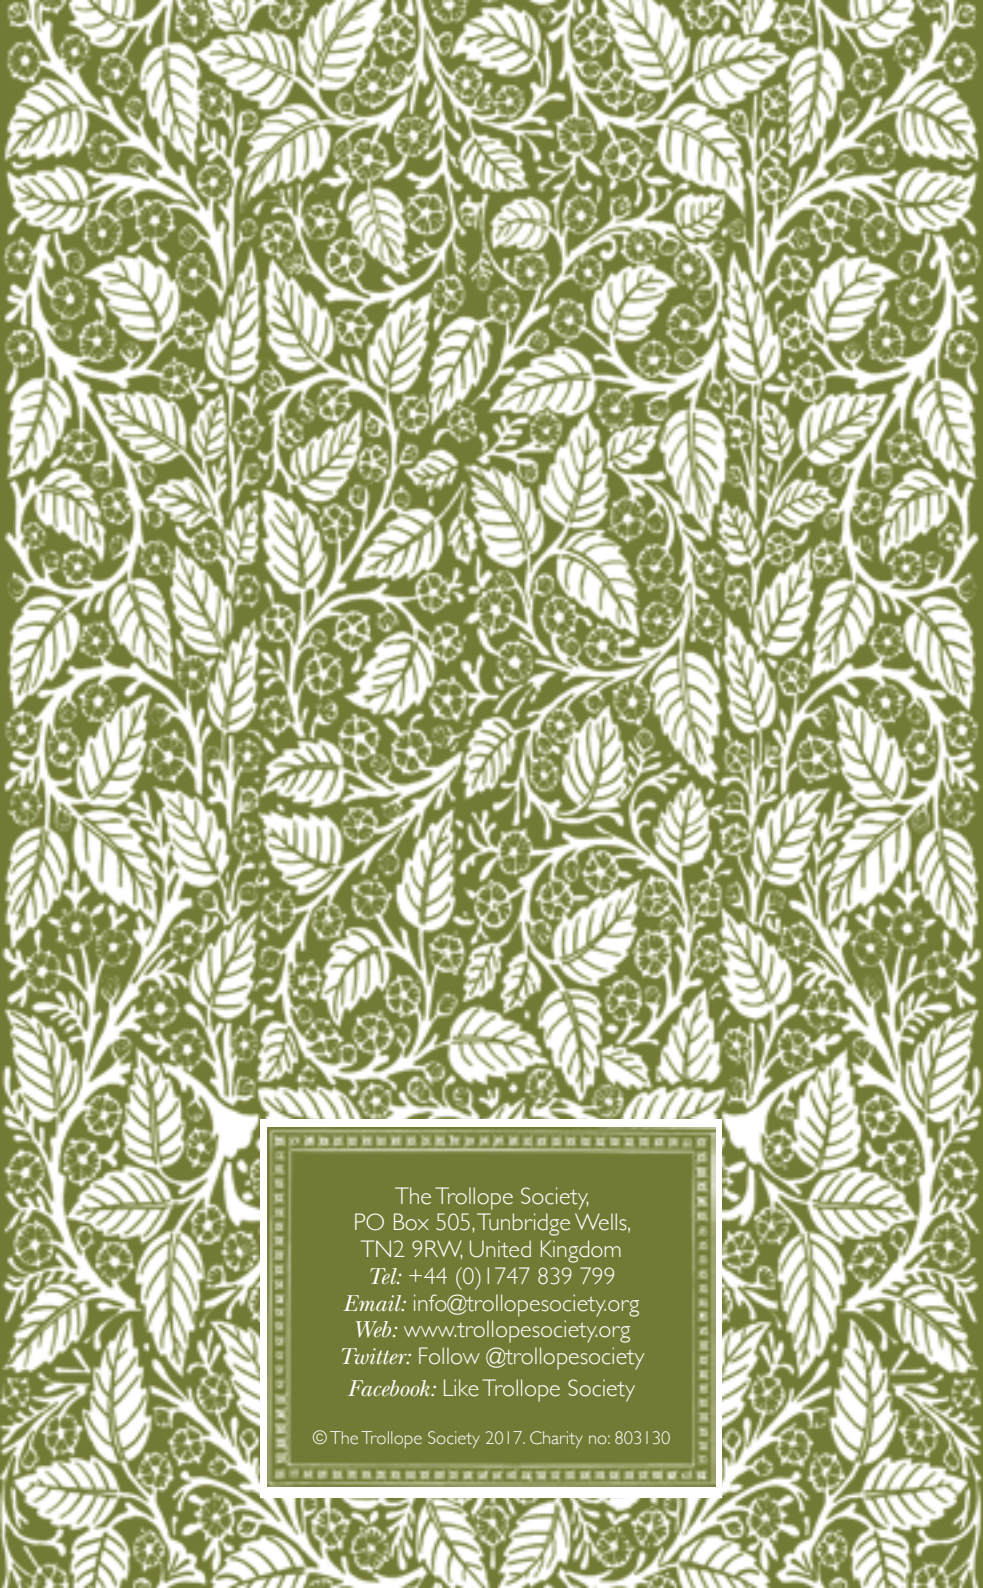 The Trollope Society,
PO Box 505, Tunbridge Wells,
TN2 9RW, United Kingdom
Tel: +44 (0)1747 839 799
Email: info@trollopesociety.org
Web: www.trollopesociety.org
Twitter: Follow @trollopesociety
Facebook: Like Trollope Society
© The Trollope Society 2017. Charity no: 803130